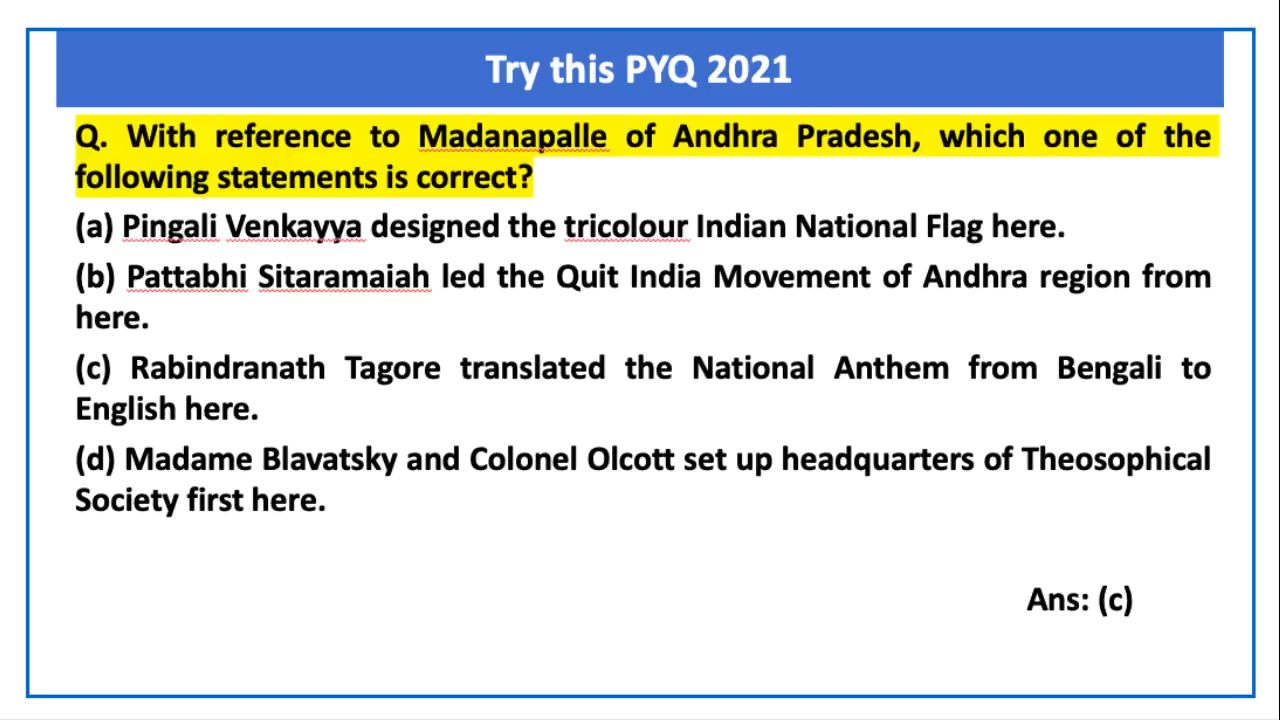 Try this PYQ 2021
Q. With reference to Madanapalle of Andhra Pradesh, which one of the
following statements is correct?
(a) Pingali Venkayya designed the tricolour Indian National Flag here.
(b) Pattabhi Sitaramaiah led the Quit India Movement of Andhra region from
here.
(c) Rabindranath Tagore translated the National Anthem from Bengali to
English here.
(d) Madame Blavatsky and Colonel Olcott set up headquarters of Theosophical
Society first here.
Ans: (c)